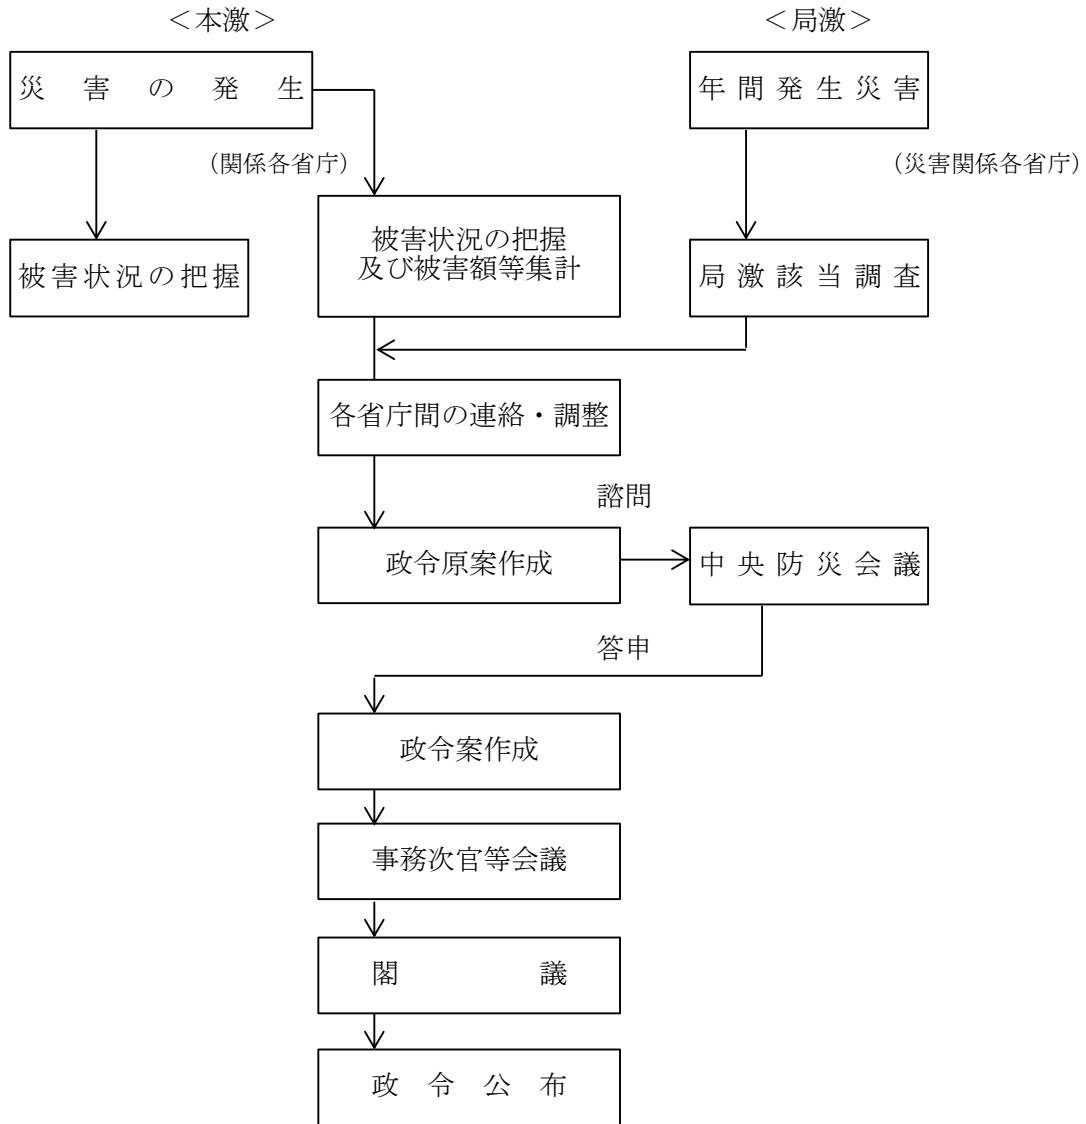 ＜本激＞
＜局激＞
災害の発生
年間発生災害
(関係各省庁)
(災害関係各省庁)
被害状況の把握
被害状況の把握
及び被害額等集計
局激該当調査
各省庁間の連絡・調整
諮問
政令原案作成
中央防災会議
答申
政令案作成
事務次官等会議
閣議
政令公布